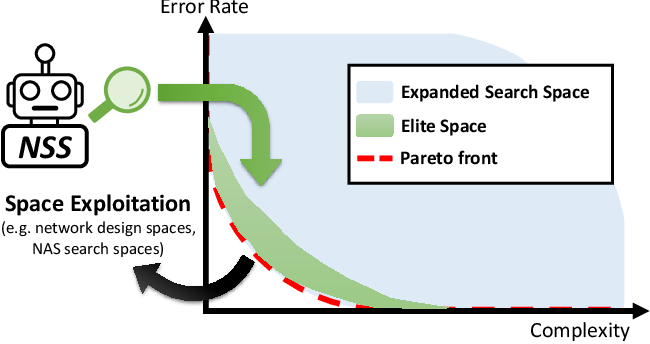 Error Rate
NSS
Expanded Search Space
Elite Space
Pareto front
Space Exploitation
(e.g. network design spaces,
NAS search spaces)
Complexity